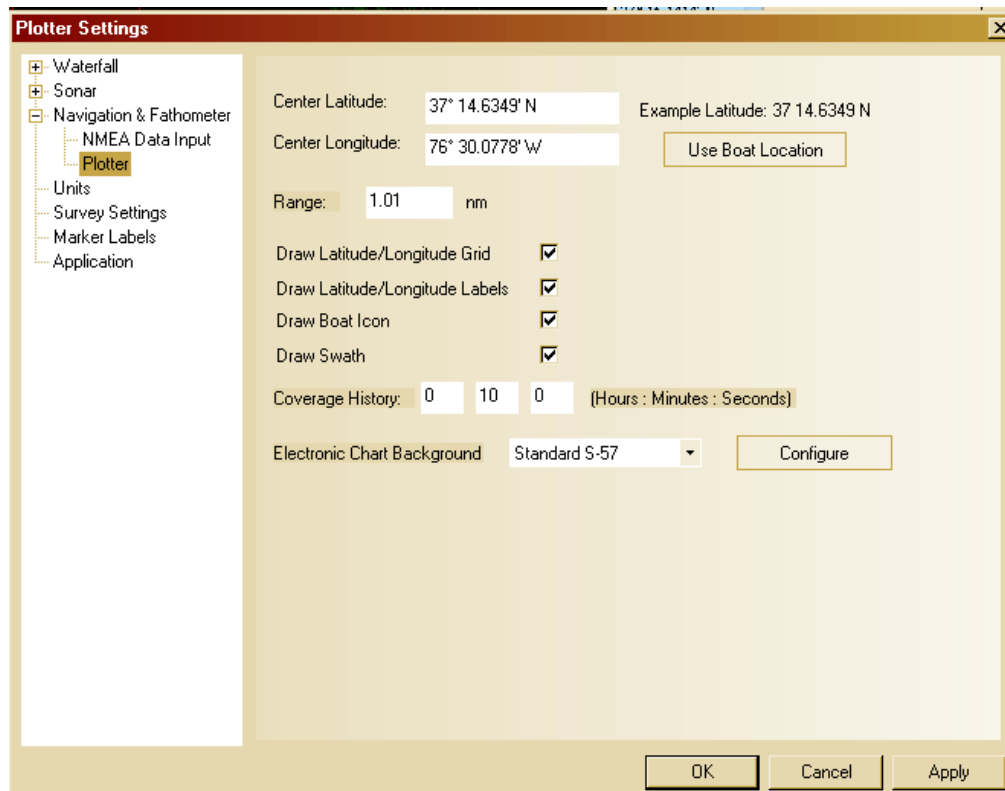 Plotter Settings
Waterfall
Sonar
Navigation & Fathometer
NMEA Data Input
Plotter
Units
Survey Settings
Marker Labels
Application
Center Latitude: 37° 14.6349' N Example Latitude: 37 14.6349 N
Center Longitude: 76° 30.0778' W Use Boat Location
Range: 1.01 nm
Draw Latitude/Longitude Grid
Draw Latitude/Longitude Labels
Draw Boat Icon
Draw Swath
Coverage History: 0 10 0 (Hours : Minutes : Seconds)
Electronic Chart Background Standard S-57 Configure
OK Cancel Apply